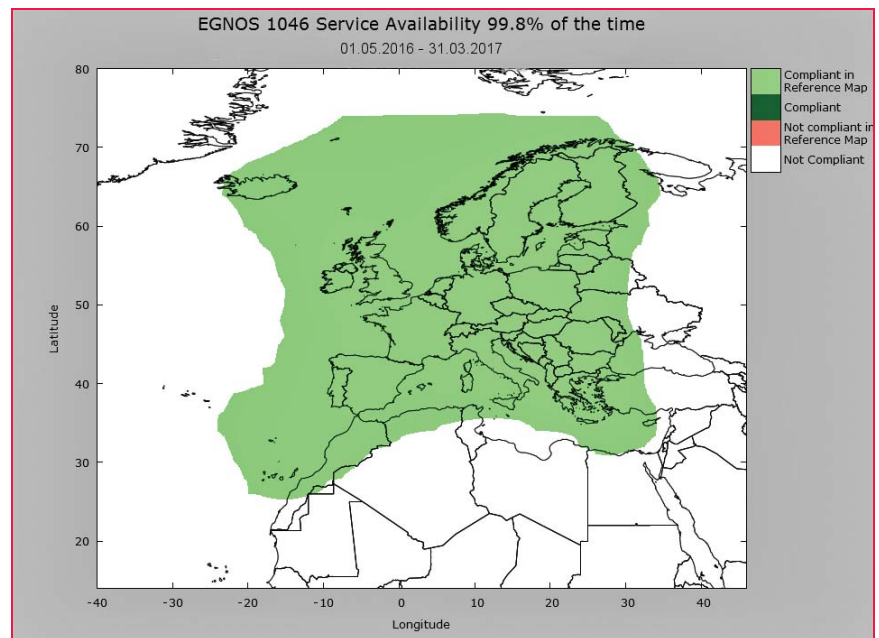 EGNOS 1046 Service Availability 99.8% of the time
01.05.2016 - 31.03.2017
80
70
60
50
40
30
20
Latitude
-40 -30 -20 -10 0 10 20 30 40
Longitude
Compliant in
Reference Map
Compliant
Not compliant in
Reference Map
Not Compliant